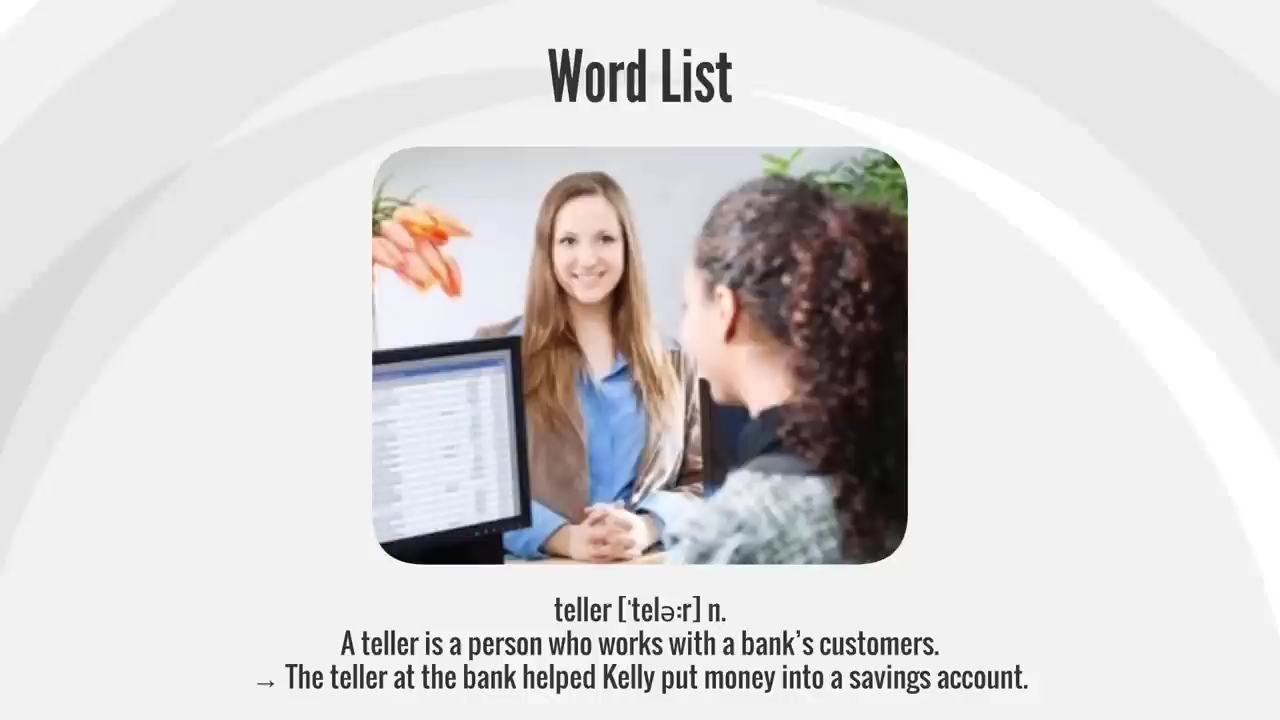 Word List
teller [ˈtelə:r] n.
A teller is a person who works with a bank’s customers.
→ The teller at the bank helped Kelly put money into a savings account.